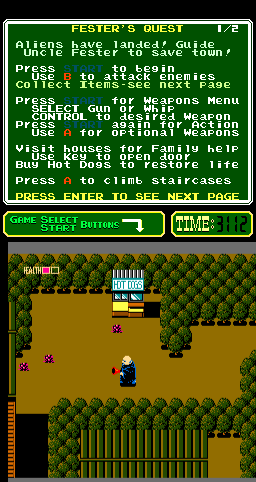 FESTER'S QUEST 1/2
Aliens have landed! Guide
Uncle Fester to save town!
Press START to begin
Use B to attack enemies
Collect Items-see next page
Press START for Weapons Menu
SELECT Gun or Whip
CONTROL to desired Weapon
Press START again for Action
Use A for optional Weapons
Visit houses for Family help
Use Key to open door
Buy Hot Dogs to restore life
Press A to climb staircases
PRESS ENTER TO SEE NEXT PAGE
GAME SELECT
START BUTTONS
TIME: 3112
HEALTH
HOT DOGS